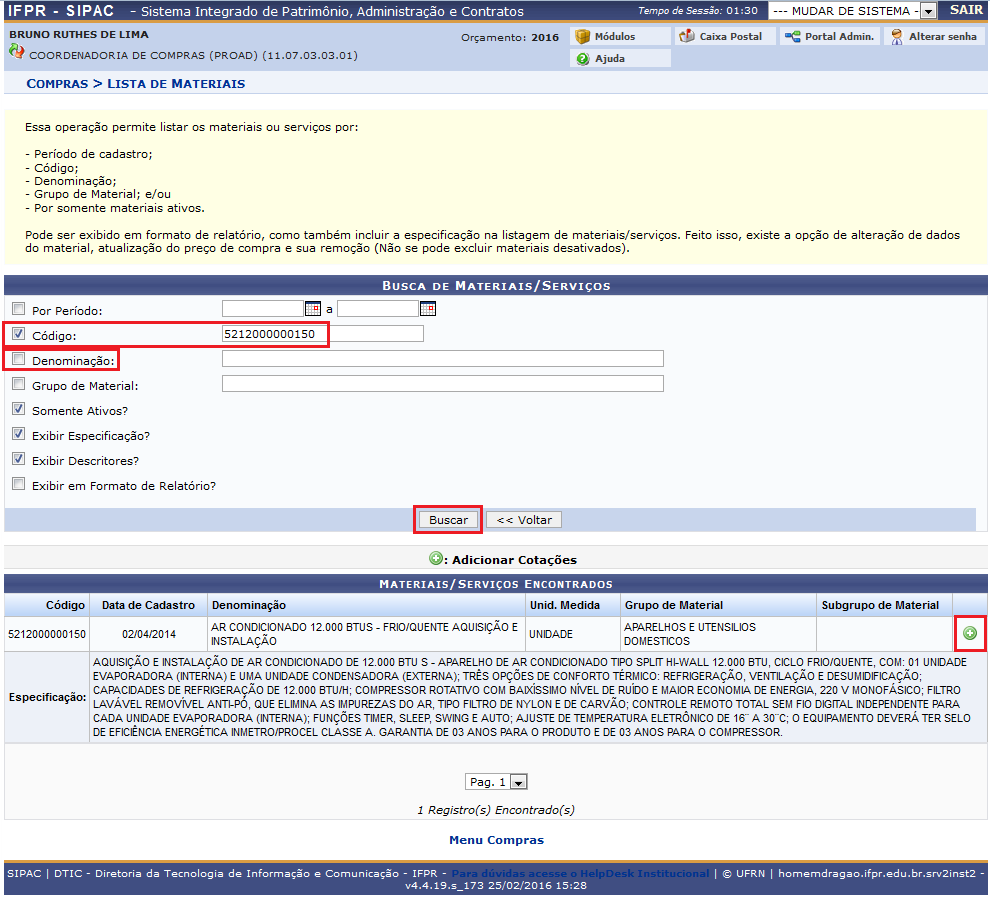 IFPR - SIPAC - Sistema Integrado de Patrimônio, Administração e Contratos Tempo de Sessão: 01:30 --- MUDAR DE SISTEMA - SAIR
BRUNO RUTHES DE LIMA Orçamento: 2016 Módulos Caixa Postal Portal Admin. Alterar senha
COORDENADORIA DE COMPRAS (PROAD) (11.07.03.03.01) Ajuda
COMPRAS > LISTA DE MATERIAIS
Essa operação permite listar os materiais ou serviços por:
- Período de cadastro;
- Código;
- Denominação;
- Grupo de Material; e/ou
- Por somente materiais ativos.
Pode ser exibido em formato de relatório, como também incluir a especificação na listagem de materiais/serviços. Feito isso, existe a opção de alteração de dados
do material, atualização do preço de compra e sua remoção (Não se pode excluir materiais desativados).
BUSCA DE MATERIAIS/SERVIÇOS
Por Período: a
Código: 5212000000150
Denominação:
Grupo de Material:
Somente Ativos?
Exibir Especificação?
Exibir Descritores?
Exibir em Formato de Relatório?
Buscar << Voltar
: Adicionar Cotações
MATERIAIS/SERVIÇOS ENCONTRADOS
Código Data de Cadastro Denominação Unid. Medida Grupo de Material Subgrupo de Material
5212000000150 02/04/2014 AR CONDICIONADO 12.000 BTUS - FRIO/QUENTE AQUISIÇÃO E INSTALAÇÃO UNIDADE APARELHOS E UTENSILIOS DOMESTICOS
Especificação: AQUISIÇÃO E INSTALAÇÃO DE AR CONDICIONADO DE 12.000 BTU S - APARELHO DE AR CONDICIONADO TIPO SPLIT HI-WALL 12.000 BTU, CICLO FRIO/QUENTE, COM: 01 UNIDADE
EVAPORADORA (INTERNA) E UMA UNIDADE CONDENSADORA (EXTERNA); TRÊS OPÇÕES DE CONFORTO TÉRMICO: REFRIGERAÇÃO, VENTILAÇÃO E DESUMIDIFICAÇÃO;
CAPACIDADES DE REFRIGERAÇÃO DE 12.000 BTU/H; COMPRESSOR ROTATIVO COM BAIXÍSSIMO NÍVEL DE RUÍDO E MAIOR ECONOMIA DE ENERGIA, 220 V MONOFÁSICO; FILTRO
LAVÁVEL REMOVÍVEL ANTI-PÓ, QUE ELIMINA AS IMPUREZAS DO AR, TIPO FILTRO DE NYLON E DE CARVÃO; CONTROLE REMOTO TOTAL SEM FIO DIGITAL INDEPENDENTE PARA
CADA UNIDADE EVAPORADORA (INTERNA); FUNÇÕES TIMER, SLEEP, SWING E AUTO; AJUSTE DE TEMPERATURA ELETRÔNICO DE 16¨ A 30¨C; O EQUIPAMENTO DEVERÁ TER SELO
DE EFICIÊNCIA ENERGÉTICA INMETRO/PROCEL CLASSE A. GARANTIA DE 03 ANOS PARA O PRODUTO E DE 03 ANOS PARA O COMPRESSOR.
Pag. 1
1 Registro(s) Encontrado(s)
Menu Compras
SIPAC | DTIC - Diretoria da Tecnologia de Informação e Comunicação - IFPR - Para dúvidas acesse o HelpDesk Institucional | © UFRN | homemdragao.ifpr.edu.br.srv2inst2 -
v4.4.19.s_173 25/02/2016 15:28